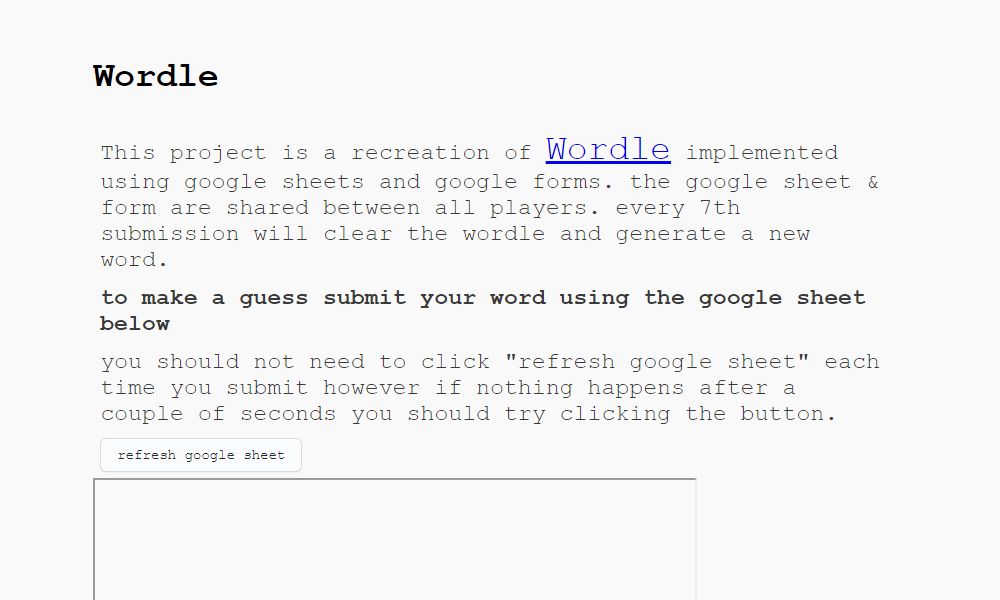 Wordle
This project is a recreation of Wordle implemented
using google sheets and google forms. the google sheet &
form are shared between all players. every 7th
submission will clear the wordle and generate a new
word.
to make a guess submit your word using the google sheet
below
you should not need to click "refresh google sheet" each
time you submit however if nothing happens after a
couple of seconds you should try clicking the button.
refresh google sheet